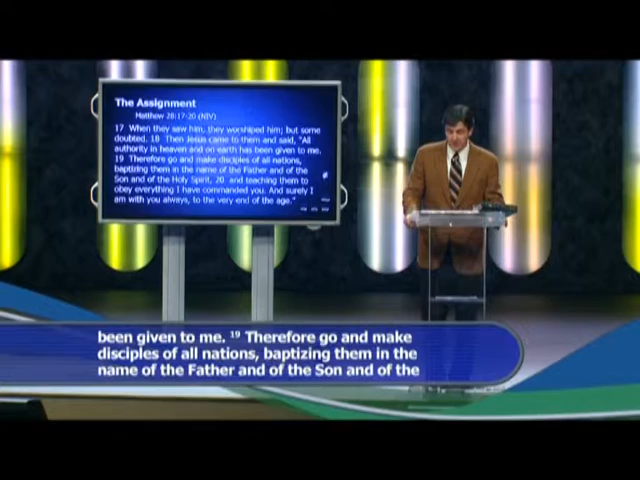 The Assignment
Matthew 28:17-20 (NIV)
17 When they saw him, they worshiped him; but some
doubted. 18 Then Jesus came to them and said, "All
authority in heaven and on earth has been given to me.
19 Therefore go and make disciples of all nations,
baptizing them in the name of the Father and of the
Son and of the Holy Spirit, 20 and teaching them to
obey everything I have commanded you. And surely I
am with you always, to the very end of the age."
been given to me. 19 Therefore go and make
disciples of all nations, baptizing them in the
name of the Father and of the Son and of the